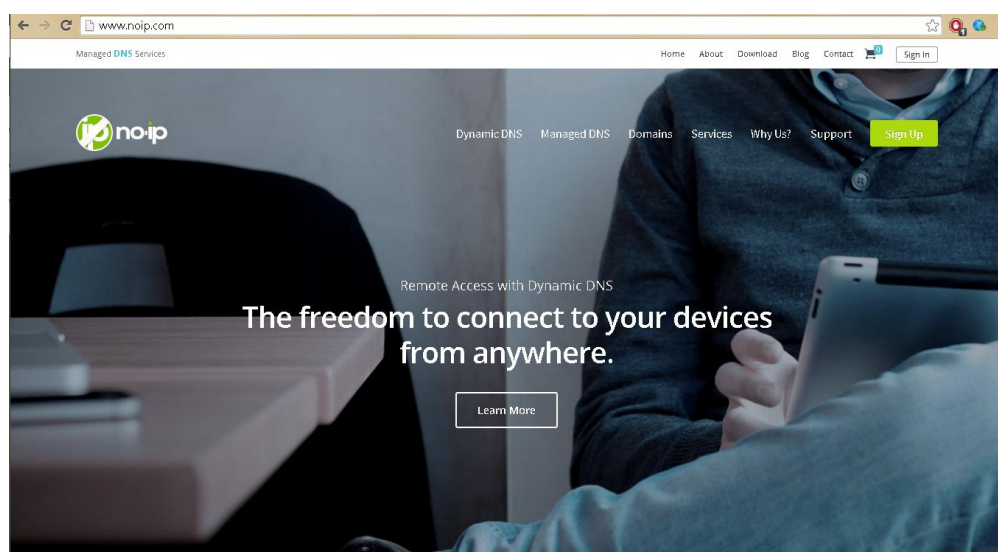 www.noip.com
Managed DNS Services
Home About Download Blog Contact 0 Sign In
no-ip
Dynamic DNS Managed DNS Domains Services Why Us? Support Sign Up
Remote Access with Dynamic DNS
The freedom to connect to your devices
from anywhere.
Learn More